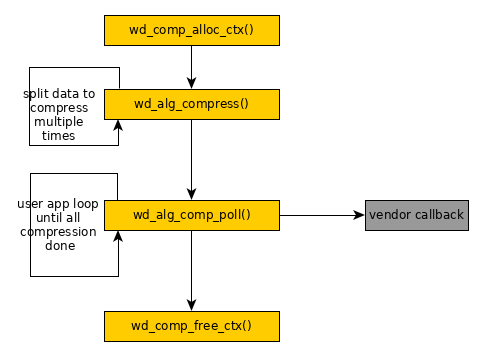 wd_comp_alloc_ctx()
split data to
compress
multiple
times
wd_alg_compress()
user app loop
until all
compression
done
wd_alg_comp_poll()
vendor callback
wd_comp_free_ctx()